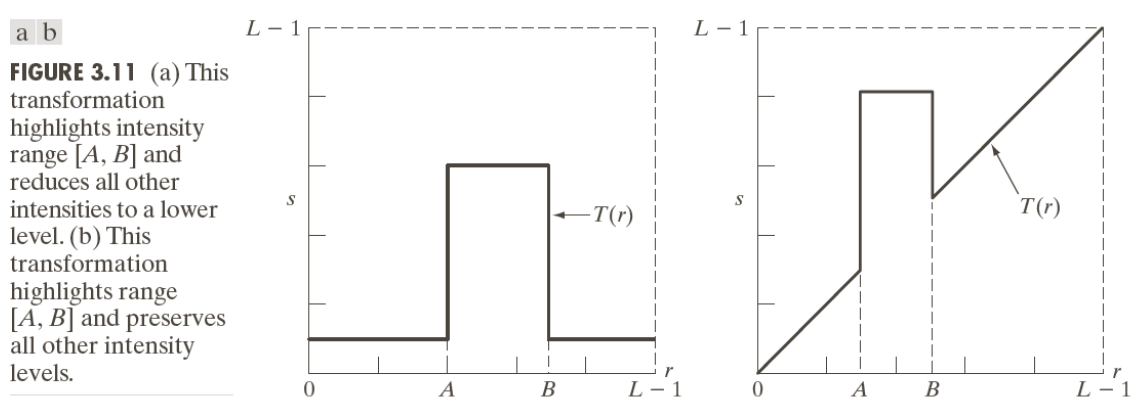 a b
FIGURE 3.11 (a) This
transformation
highlights intensity
range [A, B] and
reduces all other
intensities to a lower
level. (b) This
transformation
highlights range
[A, B] and preserves
all other intensity
levels.
L − 1
s
T(r)
r
0 A B L − 1
L − 1
s
T(r)
r
0 A B L − 1